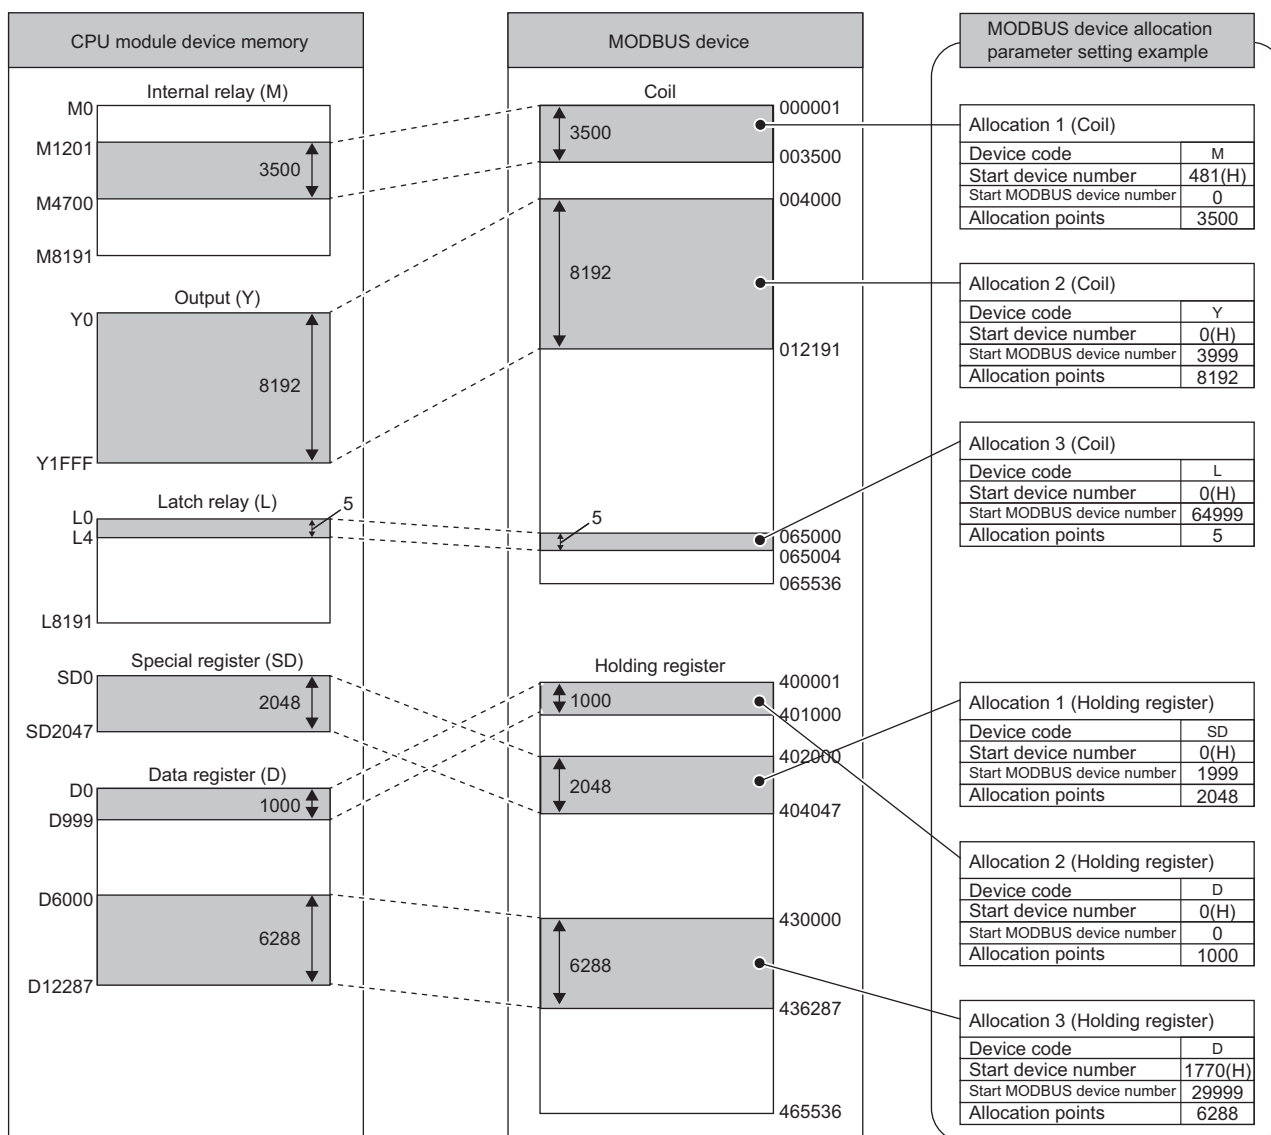 CPU module device memory
Internal relay (M)
M0
M1201
3500
M4700
M8191
Output (Y)
Y0
8192
Y1FFF
Latch relay (L)
L0
5
L4
L8191
Special register (SD)
SD0
2048
SD2047
Data register (D)
D0
1000
D999
D6000
6288
D12287
MODBUS device
Coil
000001
3500
003500
004000
8192
012191
5
065000
065004
065536
Holding register
400001
1000
401000
402000
2048
404047
430000
6288
436287
465536
MODBUS device allocation
parameter setting example
Allocation 1 (Coil)
Device code M
Start device number 481(H)
Start MODBUS device number 0
Allocation points 3500
Allocation 2 (Coil)
Device code Y
Start device number 0(H)
Start MODBUS device number 3999
Allocation points 8192
Allocation 3 (Coil)
Device code L
Start device number 0(H)
Start MODBUS device number 64999
Allocation points 5
Allocation 1 (Holding register)
Device code SD
Start device number 0(H)
Start MODBUS device number 1999
Allocation points 2048
Allocation 2 (Holding register)
Device code D
Start device number 0(H)
Start MODBUS device number 0
Allocation points 1000
Allocation 3 (Holding register)
Device code D
Start device number 1770(H)
Start MODBUS device number 29999
Allocation points 6288